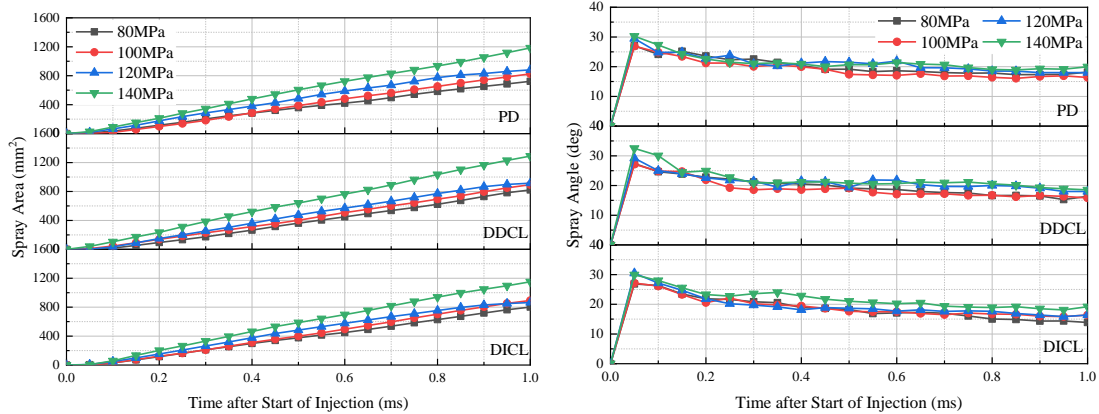 80MPa
100MPa
120MPa
140MPa
1600
1200
800
400
PD
1600
1200
800
400
DDCL
1600
1200
800
400
0
DICL
Spray Area (mm²)
0.0 0.2 0.4 0.6 0.8 1.0
Time after Start of Injection (ms)
80MPa 120MPa
100MPa 140MPa
40
30
20
10
PD
40
30
20
10
DDCL
40
30
20
10
0
DICL
Spray Angle (deg)
0.0 0.2 0.4 0.6 0.8 1.0
Time after Start of Injection (ms)